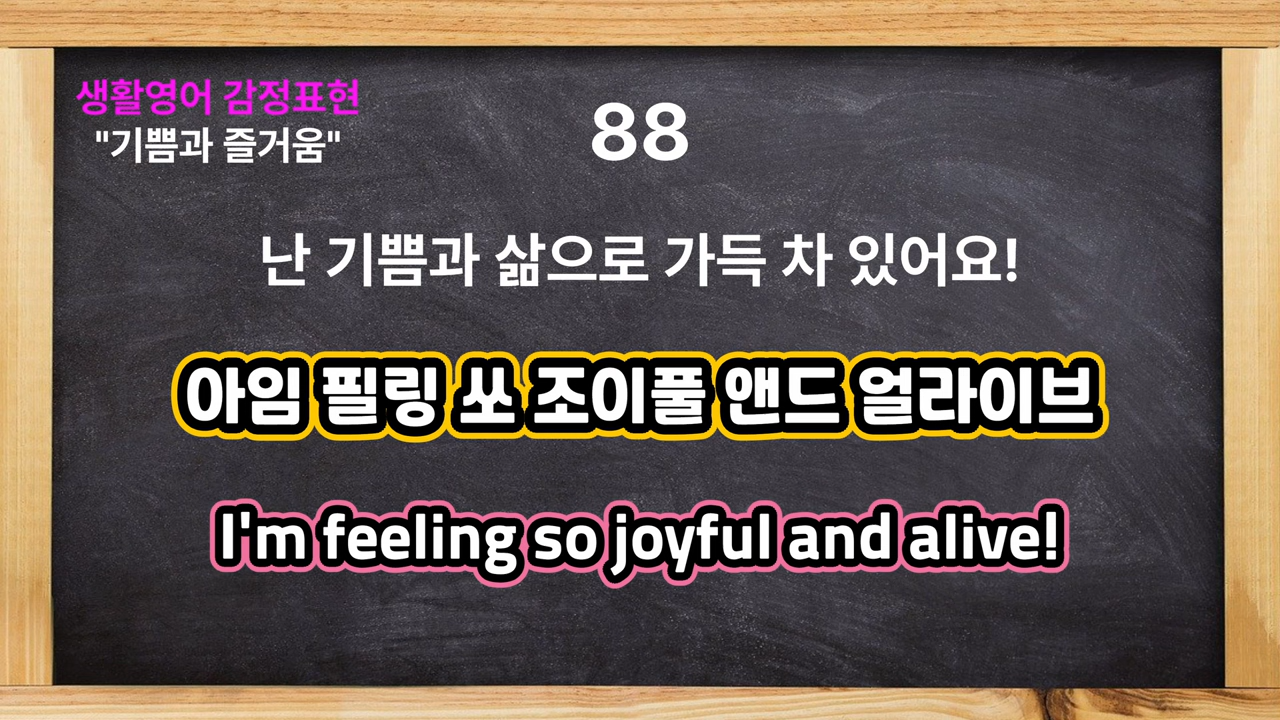 생활영어 감정표현
"기쁨과 즐거움"
88
난 기쁨과 삶으로 가득 차 있어요!
아임 필링 쏘 조이풀 앤드 얼라이브
I'm feeling so joyful and alive!